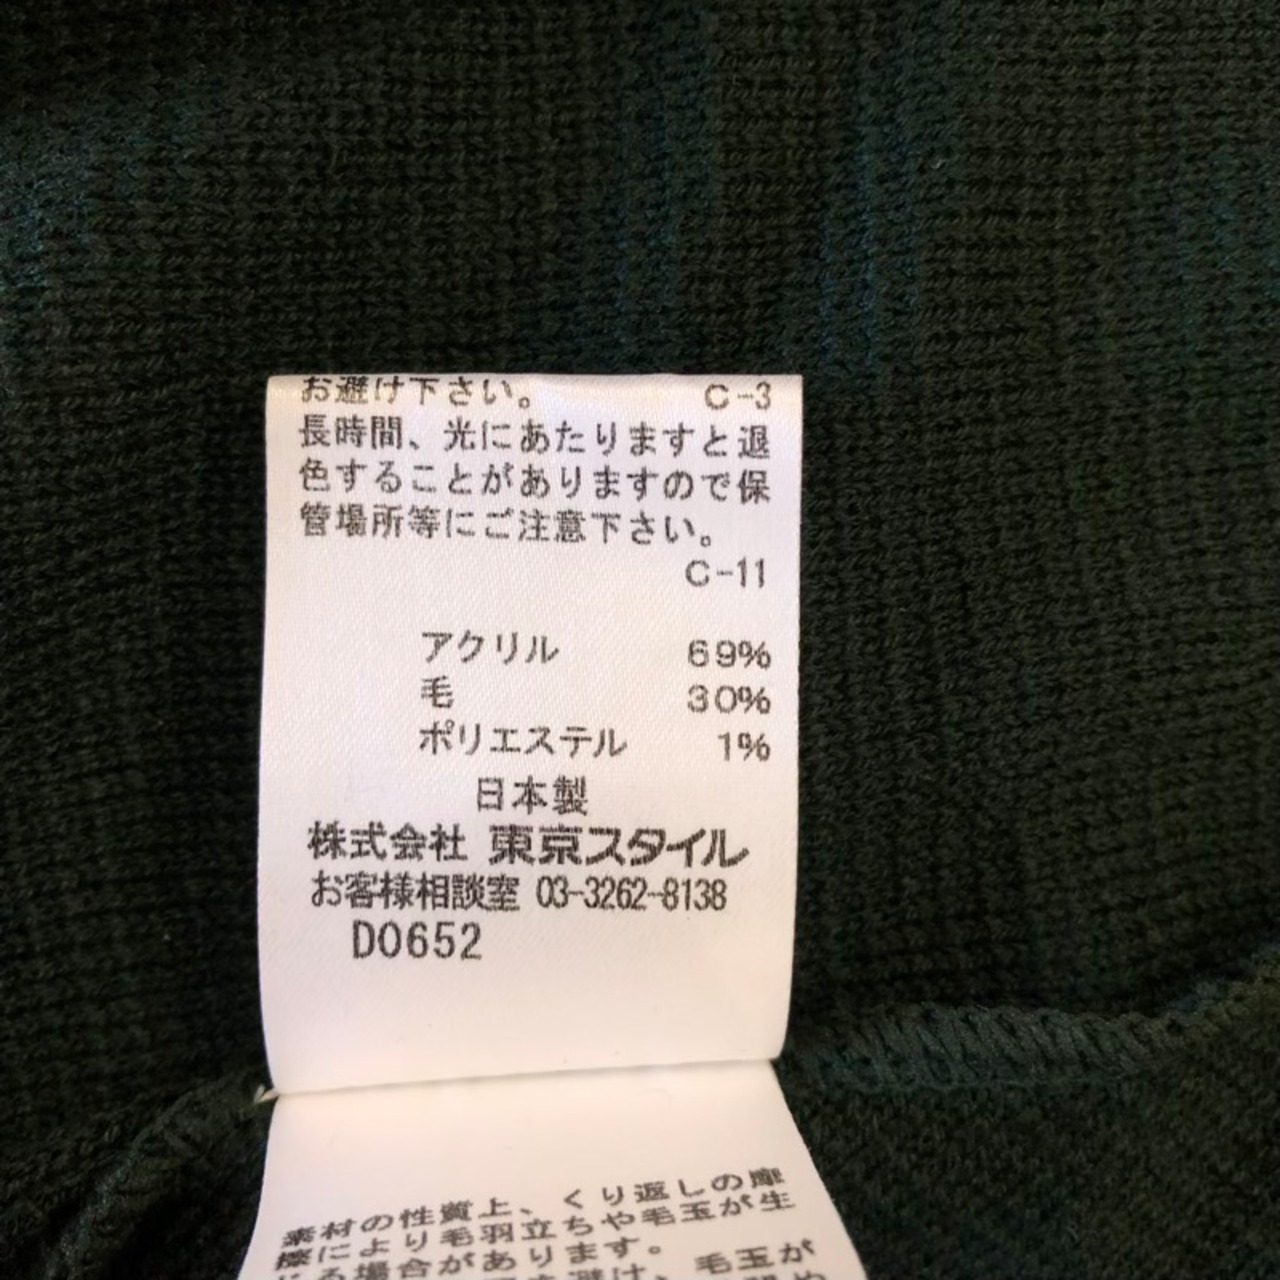 お避け下さい。 C-3
長時間、光にあたりますと退
色することがありますので保
管場所等にご注意下さい。
C-11
アクリル 69%
毛 30%
ポリエステル 1%
日本製
株式会社 東京スタイル
お客様相談室 03-3262-8138
D0652
素材の性質上、くり返しの摩
擦により毛羽立ちや毛玉が生
じる場合があります。
を避け、毛玉が